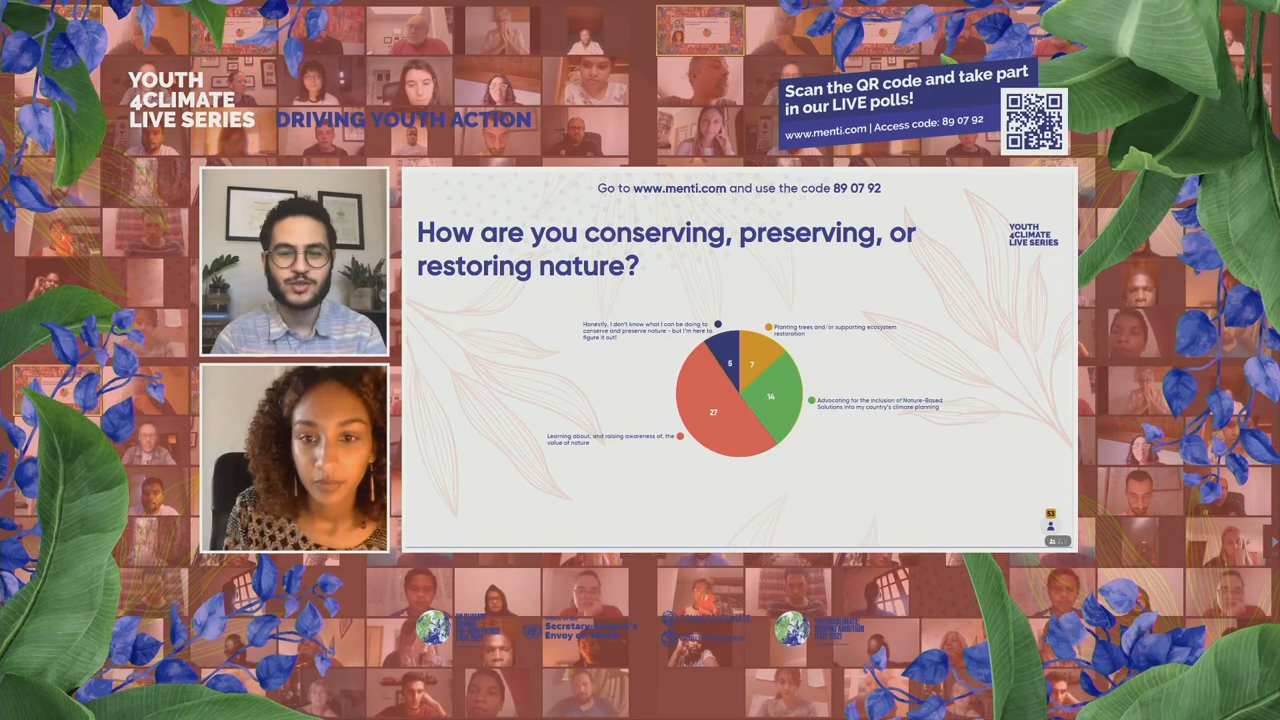 YOUTH
4CLIMATE
LIVE SERIES
DRIVING YOUTH ACTION
Scan the QR code and take part
in our LIVE polls!
www.menti.com | Access code: 89 07 92
Go to www.menti.com and use the code 89 07 92
How are you conserving, preserving, or
restoring nature?
YOUTH
4CLIMATE
LIVE SERIES
Honestly, I don't know what I can be doing to
conserve and preserve nature - but I'm here to
figure it out!
Planting trees and/or supporting ecosystem
restoration
5
7
14
27
Advocating for the inclusion of Nature-Based
Solutions into my country's climate planning
Learning about, and raising awareness of, the
value of nature
53
Secretary-General's
Envoy on Youth